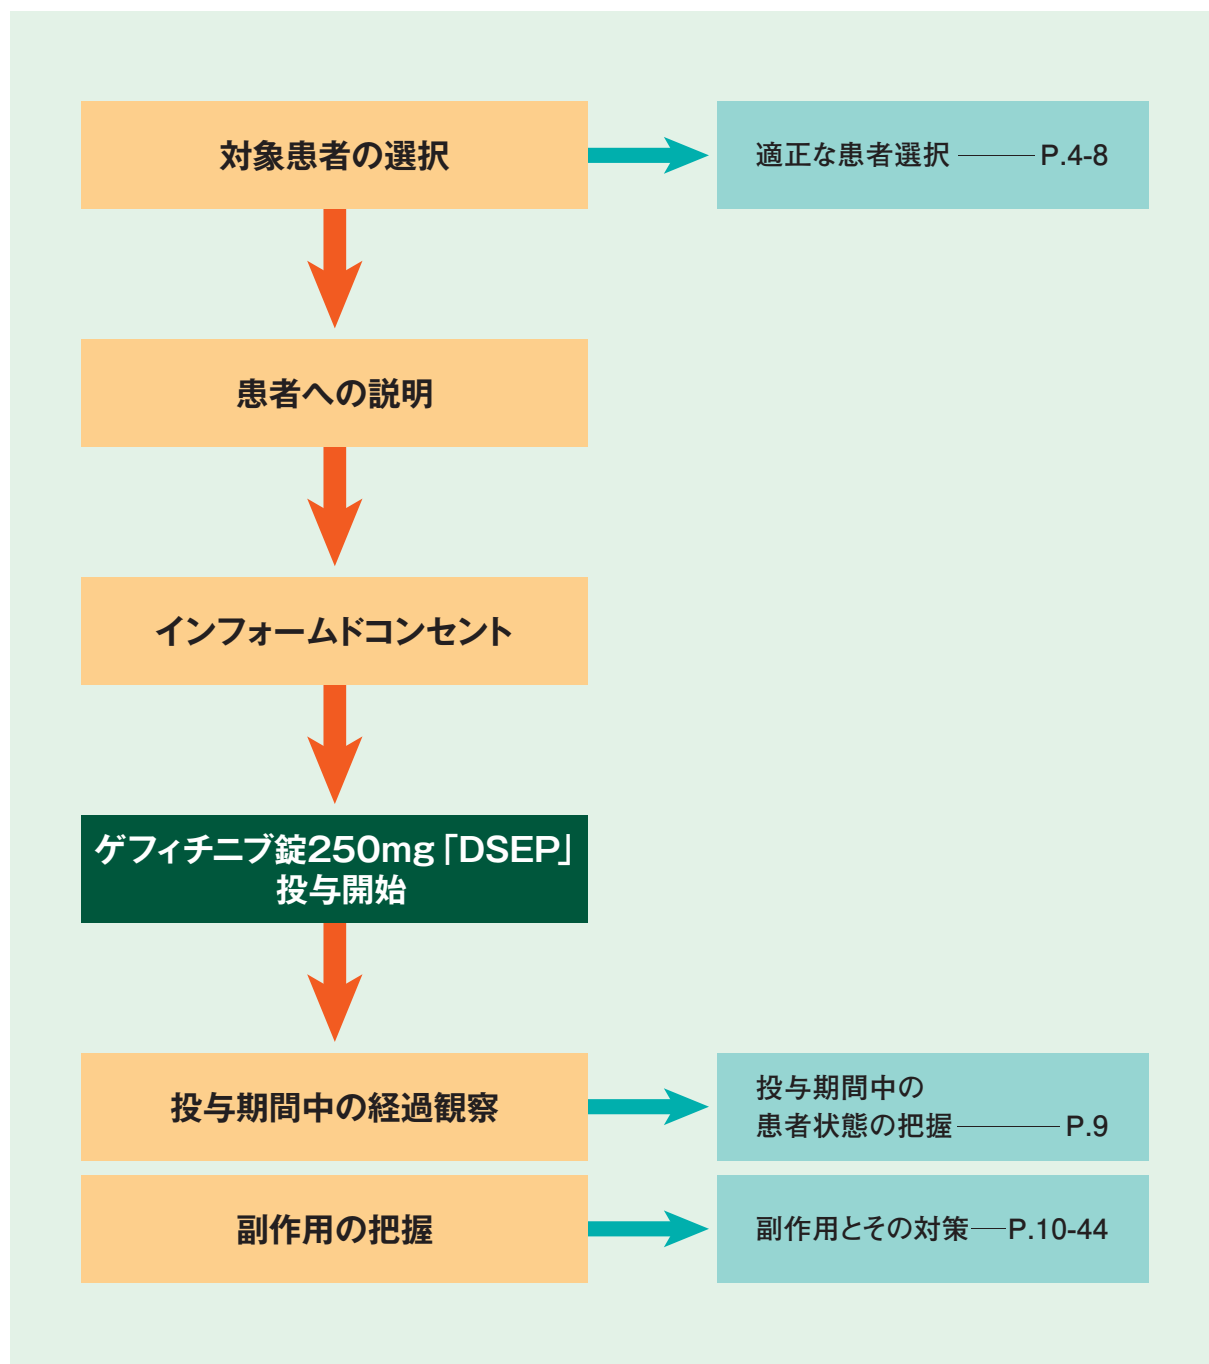 対象患者の選択
適正な患者選択 ——— P.4-8
患者への説明
インフォームドコンセント
ゲフィチニブ錠250mg「DSEP」
投与開始
投与期間中の経過観察
投与期間中の
患者状態の把握 ———— P.9
副作用の把握
副作用とその対策 — P.10-44